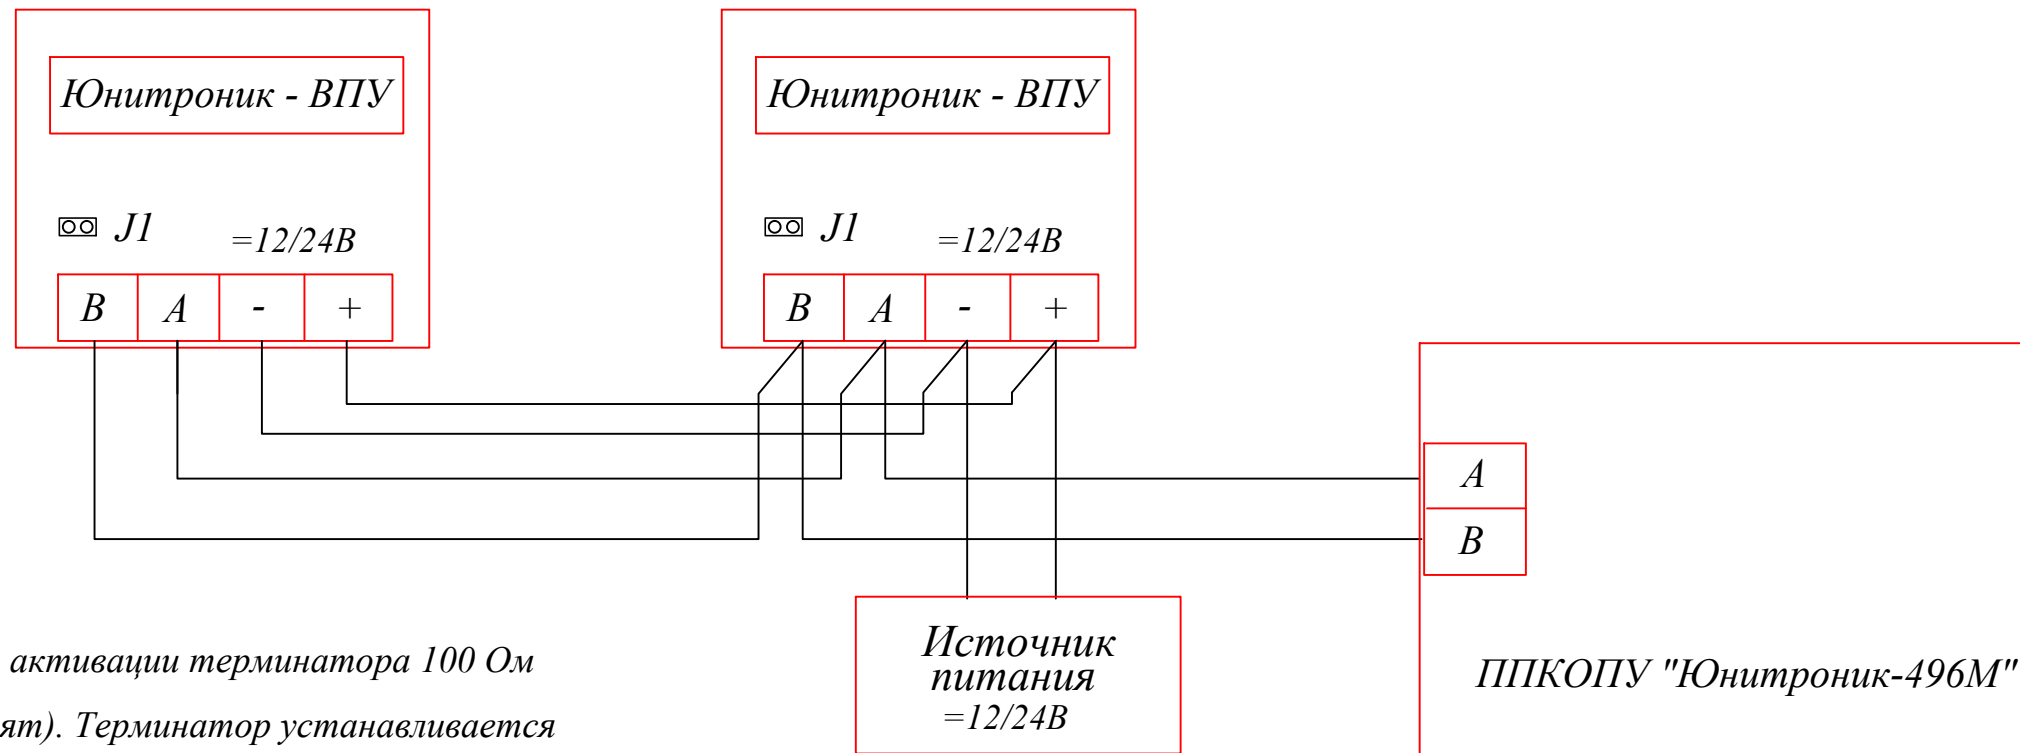 Юнитроник - ВПУ
J1
=12/24В
В А - +
Юнитроник - ВПУ
J1
=12/24В
В А - +
А
В
Источник
питания
=12/24В
ППКОПУ "Юнитроник-496М"
активации терминатора 100 Ом
Терминатор устанавливается